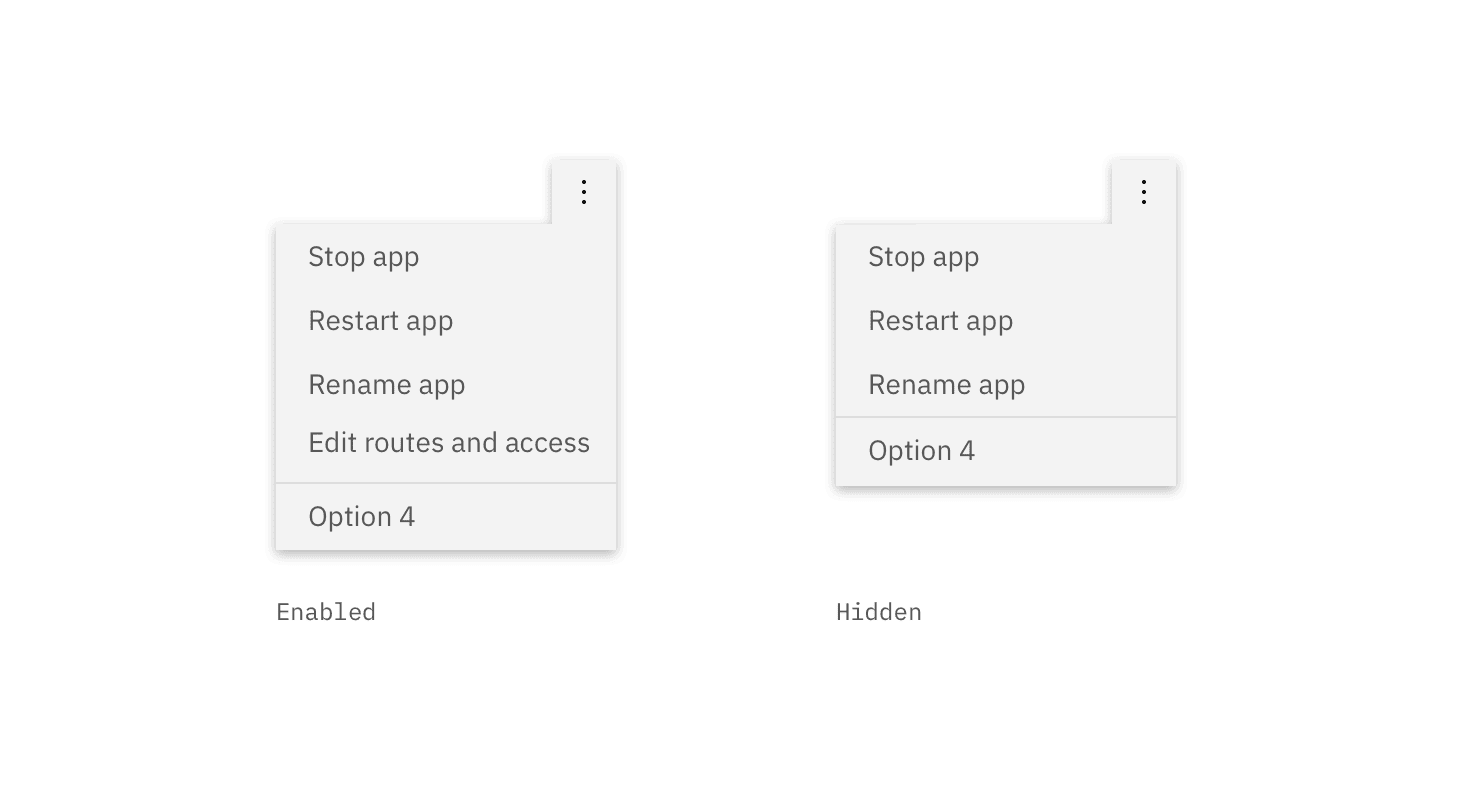 Stop app
Restart app
Rename app
Edit routes and access
Option 4
Enabled
Stop app
Restart app
Rename app
Option 4
Hidden